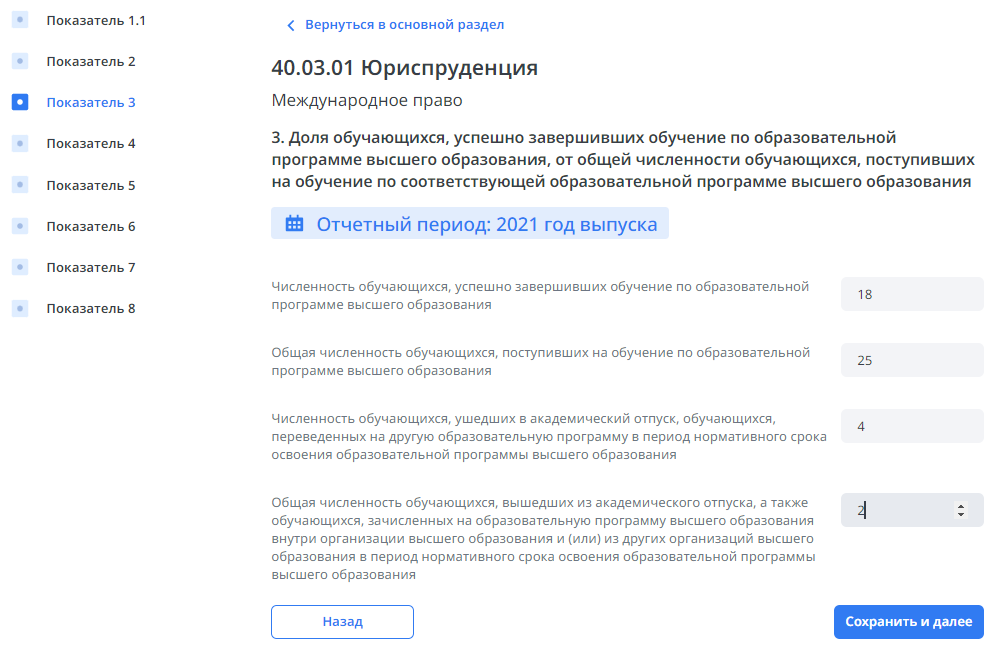 Показатель 1.1
Показатель 2
Показатель 3
Показатель 4
Показатель 5
Показатель 6
Показатель 7
Показатель 8
Вернуться в основной раздел
40.03.01 Юриспруденция
Международное право
3. Доля обучающихся, успешно завершивших обучение по образовательной
программе высшего образования, от общей численности обучающихся, поступивших
на обучение по соответствующей образовательной программе высшего образования
Отчетный период: 2021 год выпуска
Численность обучающихся, успешно завершивших обучение по образовательной
программе высшего образования
18
Общая численность обучающихся, поступивших на обучение по образовательной
программе высшего образования
25
Численность обучающихся, ушедших в академический отпуск, обучающихся,
переведенных на другую образовательную программу в период нормативного срока
освоения образовательной программы высшего образования
4
Общая численность обучающихся, вышедших из академического отпуска, а также
обучающихся, зачисленных на образовательную программу высшего образования
внутри организации высшего образования и (или) из других организаций высшего
образования в период нормативного срока освоения образовательной программы
высшего образования
2
Назад
Сохранить и далее